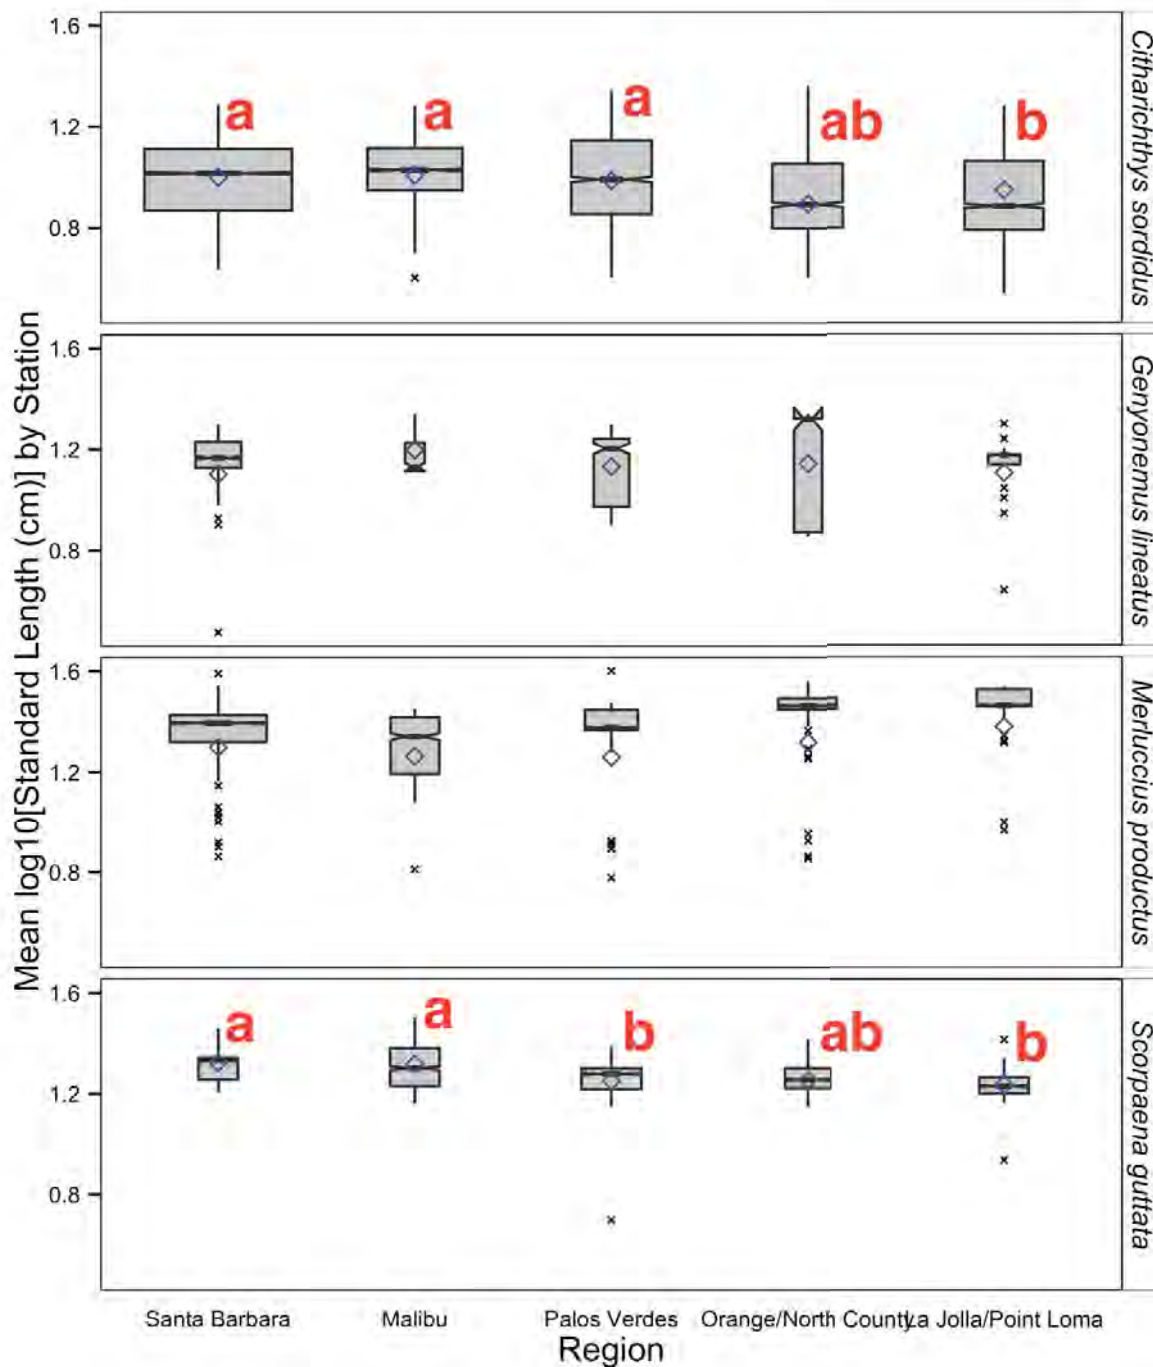 Mean log10[Standard Length (cm)] by Station
1.6
1.2
0.8
a
a
a
ab
b
Citharichthys sordidus
1.6
1.2
0.8
Genyonemus lineatus
1.6
1.2
0.8
Merluccius productus
1.6
1.2
0.8
a
a
b
ab
b
Scorpaena guttata
Santa Barbara
Malibu
Palos Verdes
Orange/North County
La Jolla/Point Loma
Region